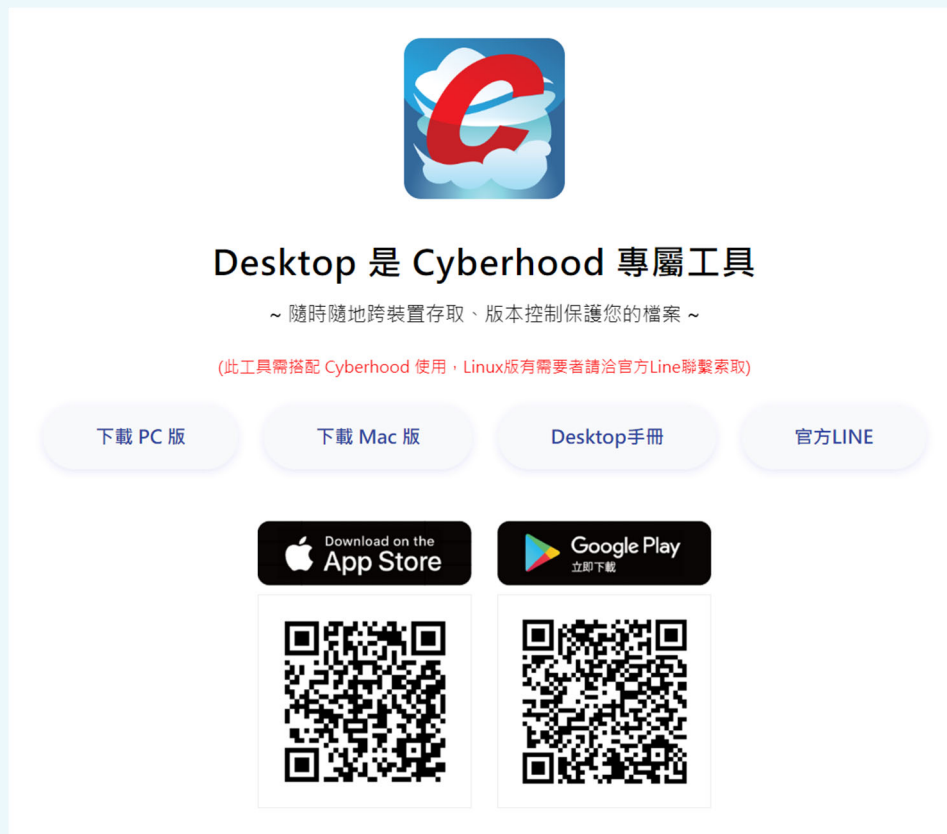 C
Desktop 是 Cyberhood 專屬工具
~ 隨時隨地跨裝置存取、版本控制保護您的檔案 ~
(此工具需搭配 Cyberhood 使用，Linux版有需要者請洽官方Line聯繫索取)
下載 PC 版
下載 Mac 版
Desktop手冊
官方LINE
Download on the
App Store
Google Play
立即下載